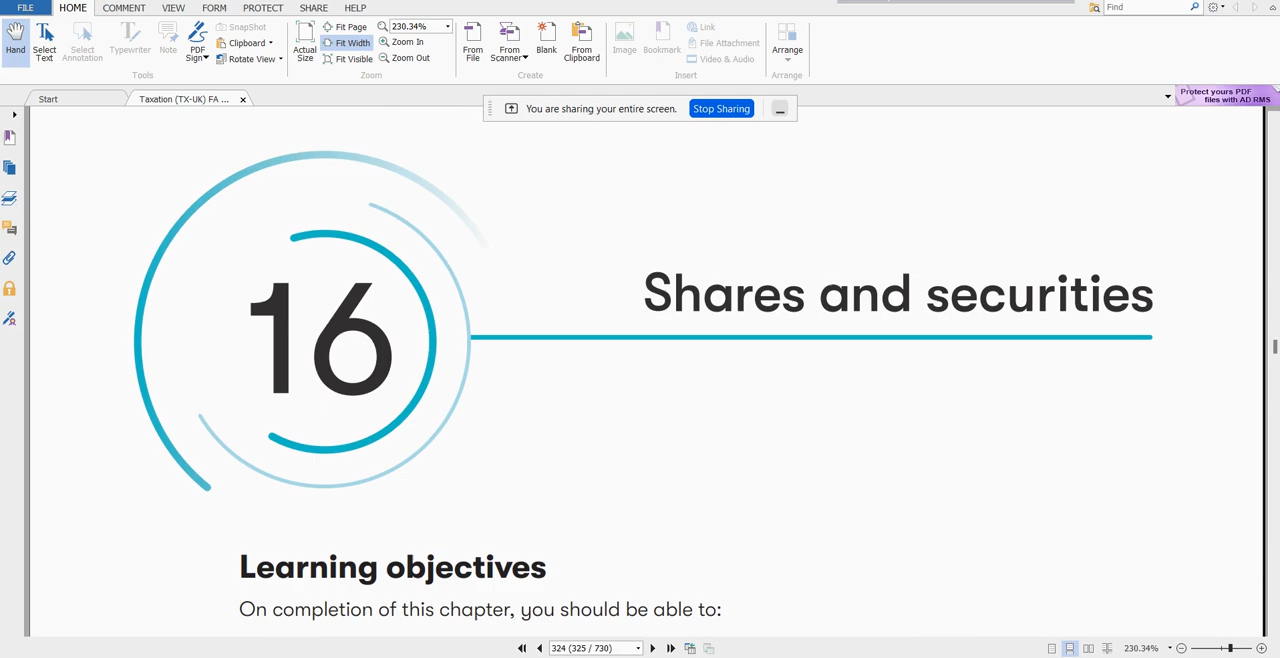 FILE HOME COMMENT VIEW FORM PROTECT SHARE HELP Find
Hand
Select Text
Select Annotation
Typewriter
Note
PDF Sign
SnapShot
Clipboard
Rotate View
Tools
Actual Size
Fit Page
Fit Width
Fit Visible
230.34%
Zoom In
Zoom Out
Zoom
From File
From Scanner
Blank
From Clipboard
Create
Image
Bookmark
Link
File Attachment
Video & Audio
Insert
Arrange
Arrange
Start
Taxation (TX-UK) FA ...
You are sharing your entire screen. Stop Sharing
Protect yours PDF
files with AD RMS
16
Shares and securities
Learning objectives
On completion of this chapter, you should be able to:
324 (325 / 730)
230.34%